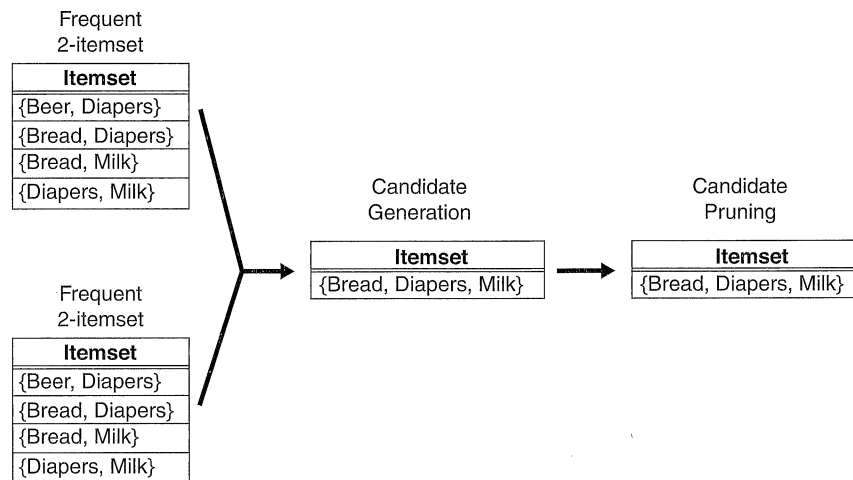 Frequent
2-itemset
Itemset
{Beer, Diapers}
{Bread, Diapers}
{Bread, Milk}
{Diapers, Milk}
Frequent
2-itemset
Itemset
{Beer, Diapers}
{Bread, Diapers}
{Bread, Milk}
{Diapers, Milk}
Candidate
Generation
Itemset
{Bread, Diapers, Milk}
Candidate
Pruning
Itemset
{Bread, Diapers, Milk}